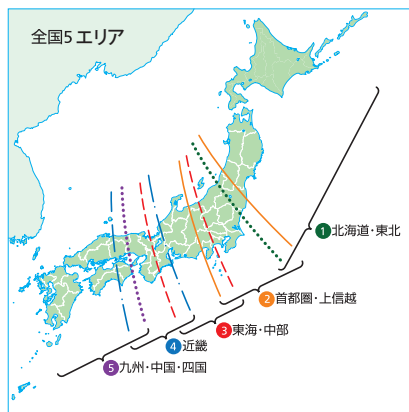 全国5エリア
1北海道・東北
2首都圏・上信越
3東海・中部
4近畿
5九州・中国・四国